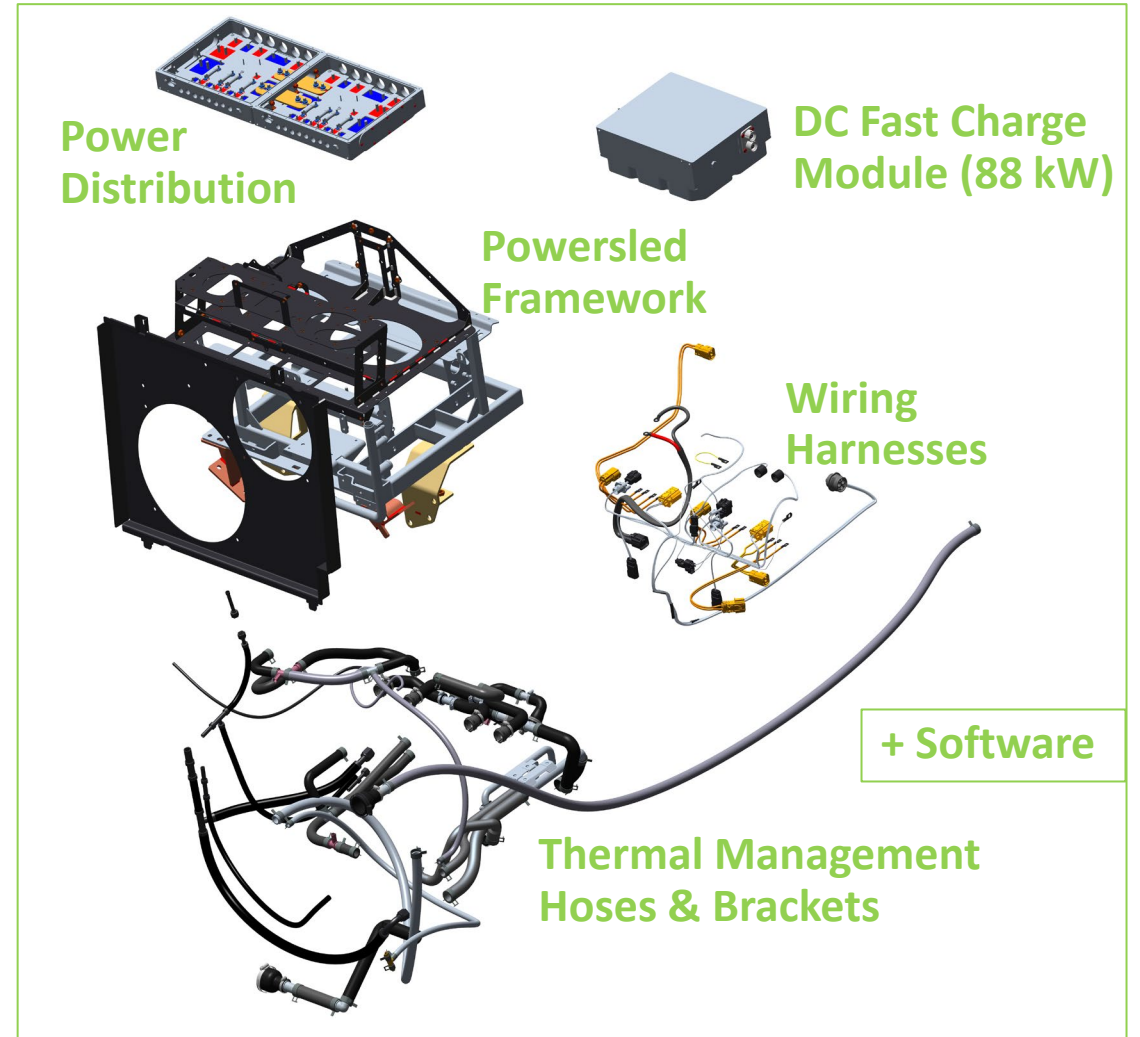 Power
Distribution
DC Fast Charge
Module (88 kW)
Powersled
Framework
Wiring
Harnesses
+ Software
Thermal Management
Hoses & Brackets